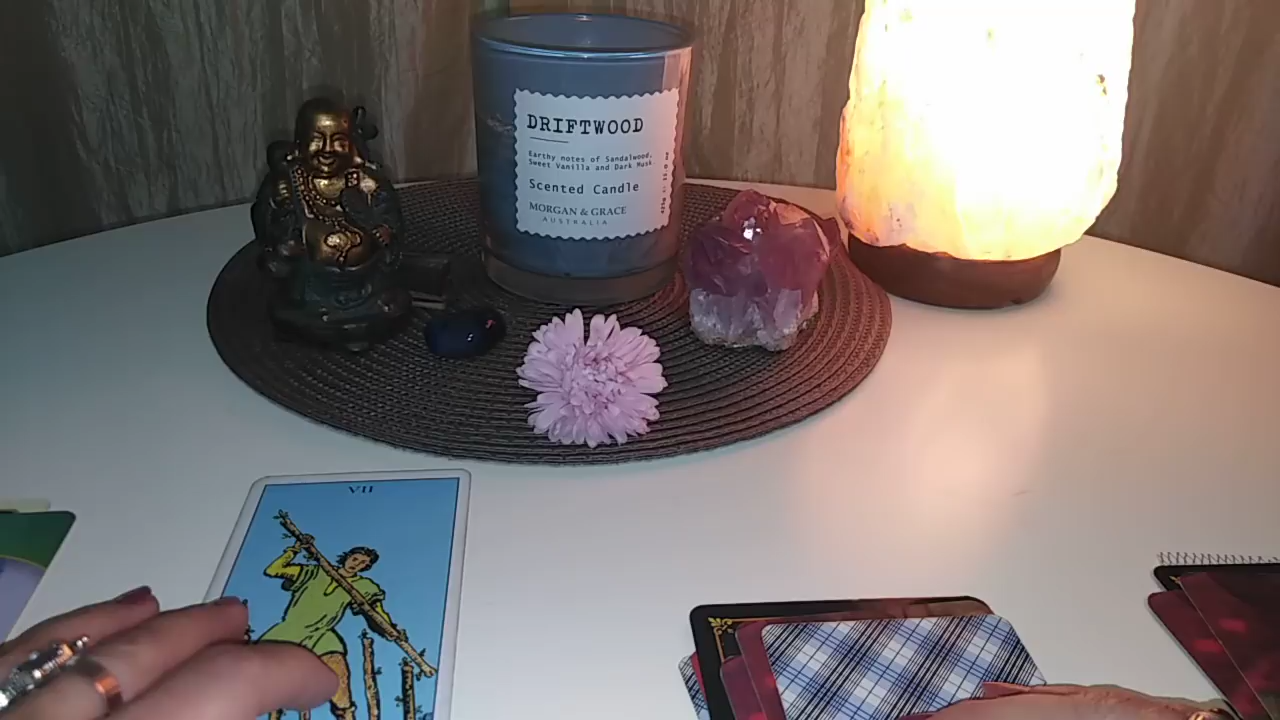 DRIFTWOOD
Earthy notes of Sandalwood,
Sweet Vanilla and Dark Musk.
Scented Candle
MORGAN & GRACE
AUSTRALIA
VII